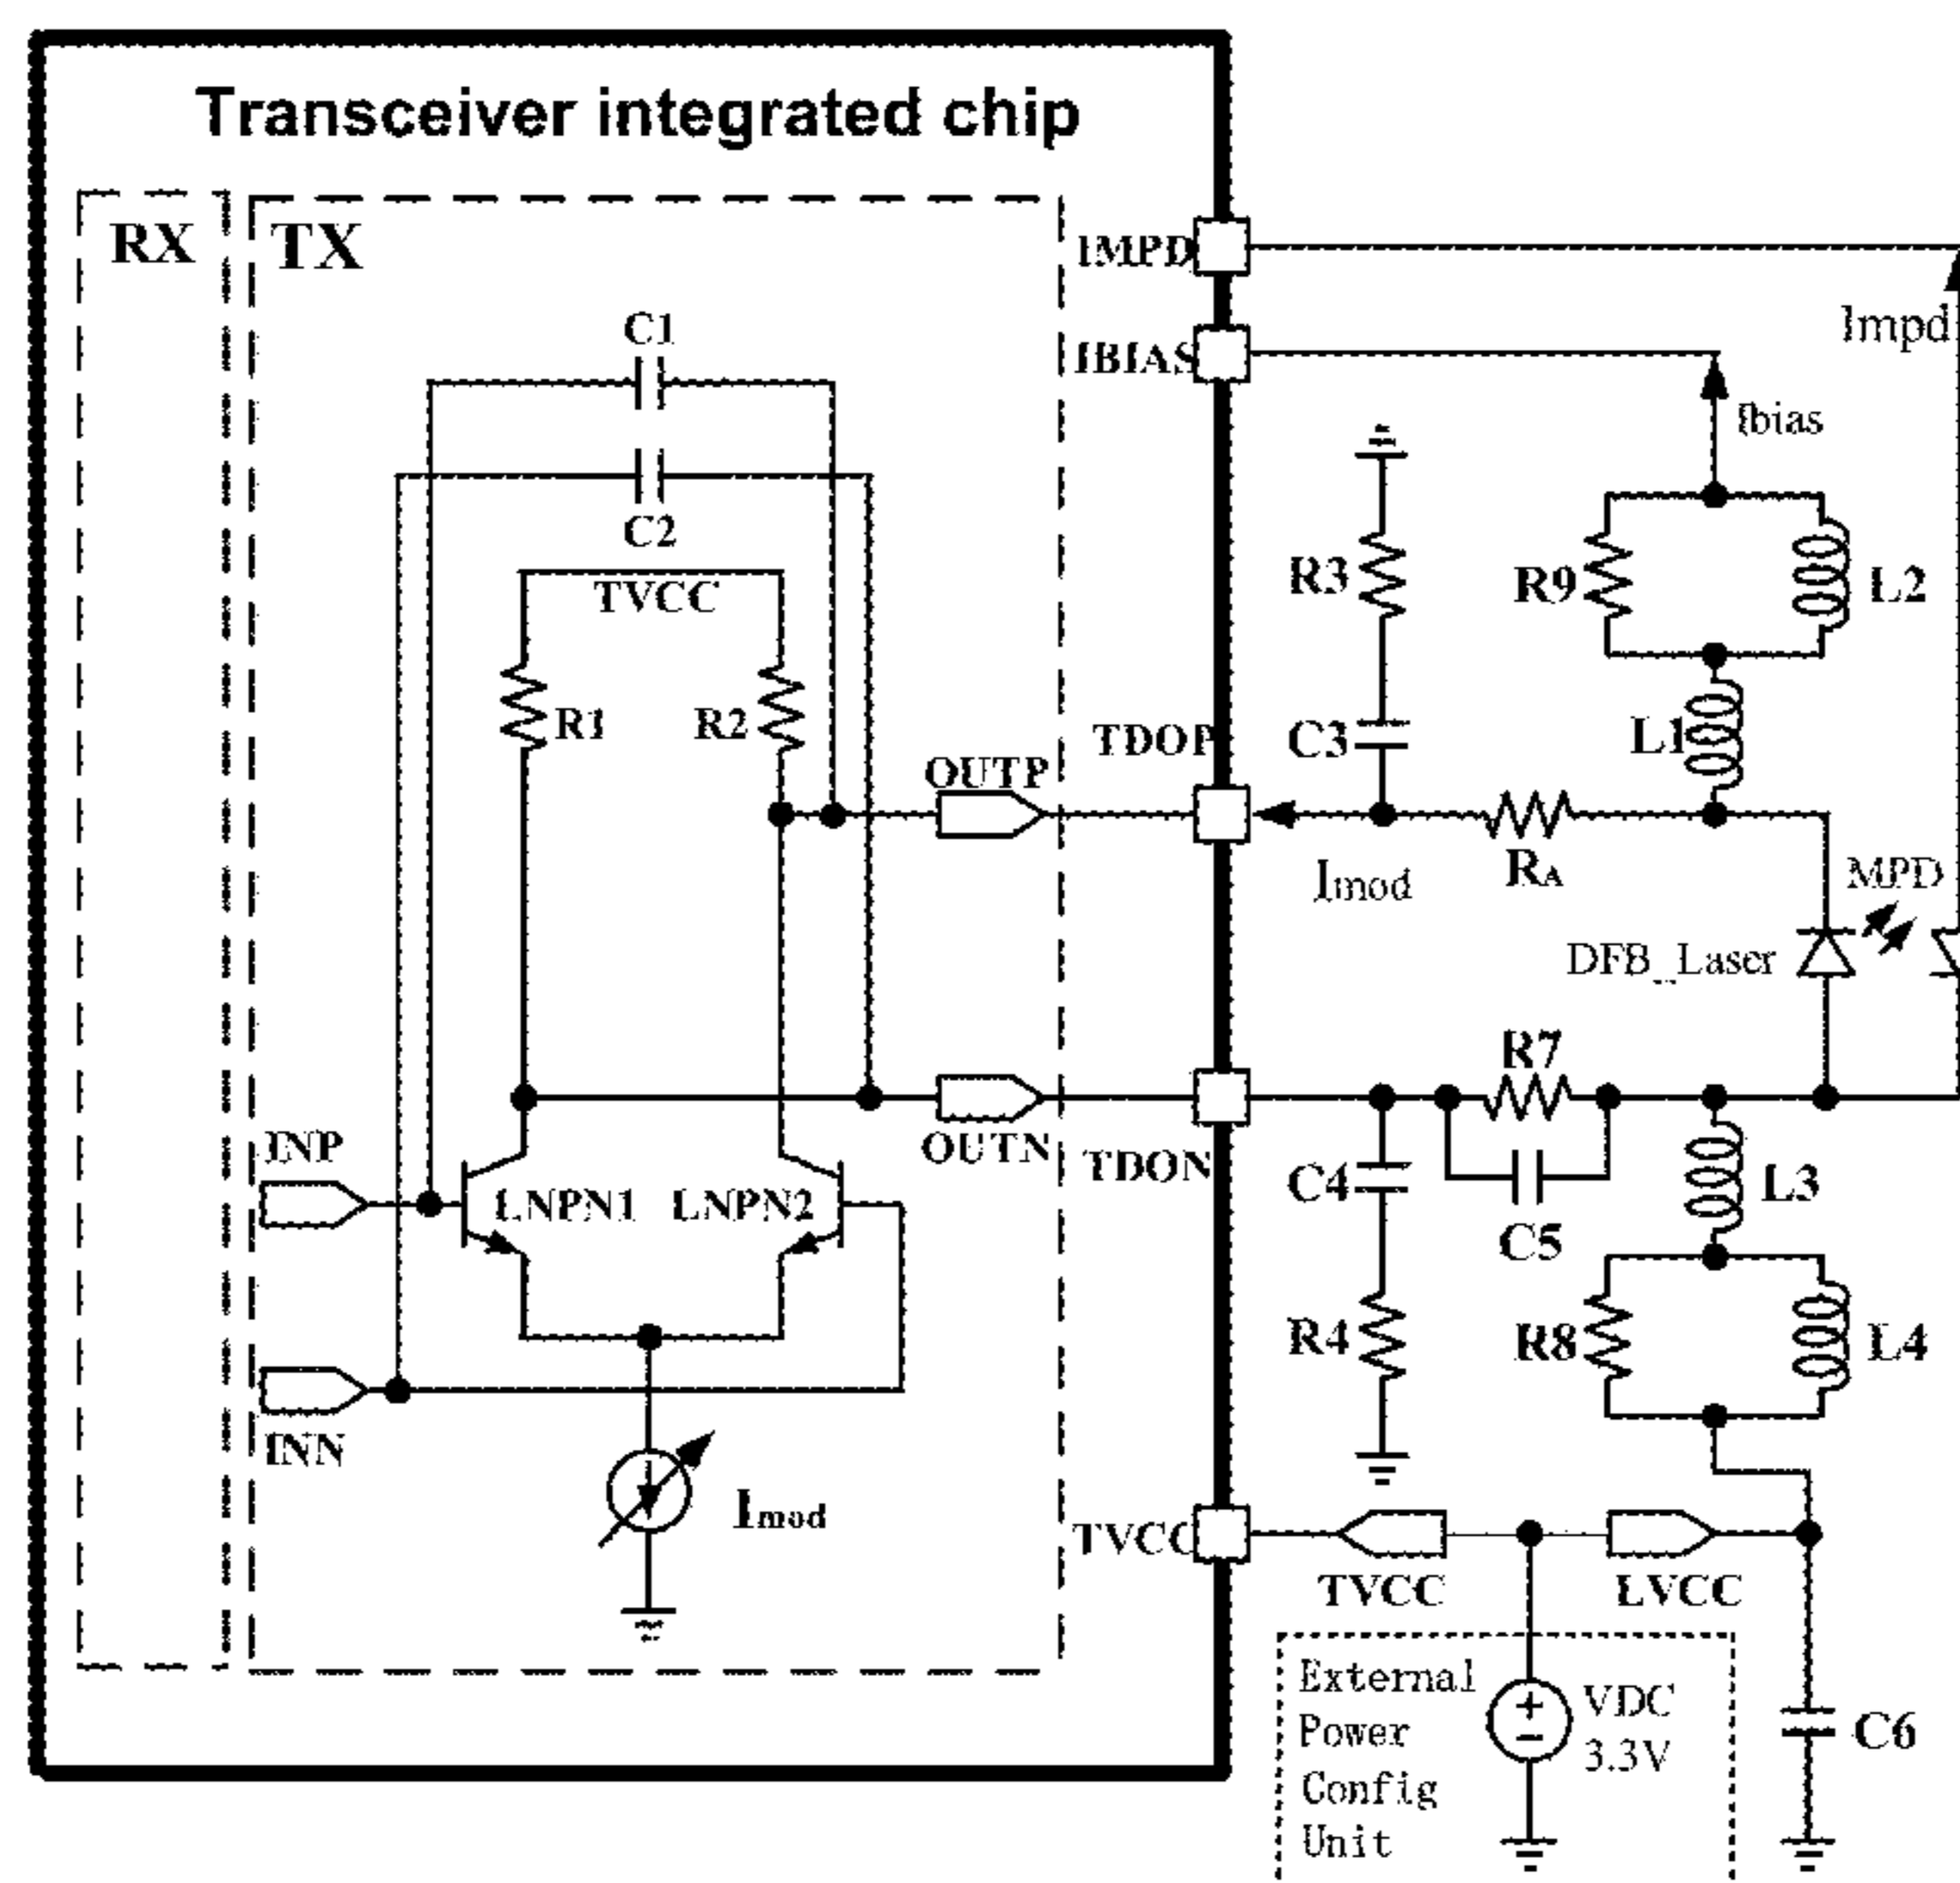 Transceiver integrated chip
RX
TX
IMPD
Impd
C1
IBIAS
Ibias
C2
R3
R9
L2
TVCC
R1
R2
TDOP
C3
L1
OUTP
Imod
RA
MPD
DFB_Laser
R7
INP
OUTN
TDON
C4
L3
LNPN1
LNPN2
C5
R4
R8
L4
INN
Imod
TVCC
TVCC
LVCC
External
Power
Config
Unit
VDC
3.3V
C6